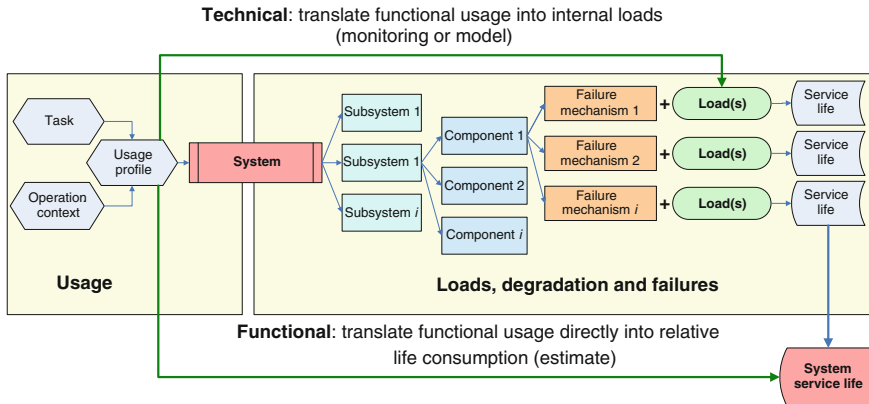 Technical: translate functional usage into internal loads
(monitoring or model)
Task
Usage
profile
Operation
context
Usage
System
Subsystem 1
Subsystem 1
Subsystem i
Component 1
Component 2
Component i
Failure
mechanism 1
+
Load(s)
Service
life
Failure
mechanism 2
+
Load(s)
Service
life
Failure
mechanism i
+
Load(s)
Service
life
Loads, degradation and failures
Functional: translate functional usage directly into relative
life consumption (estimate)
System
service life